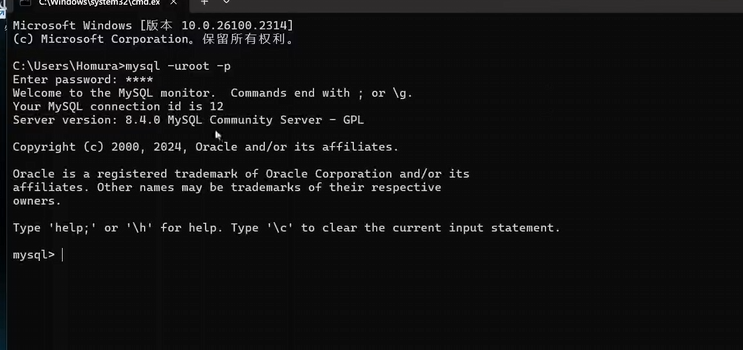 C:\Windows\system32\cmd.ex
Microsoft Windows [版本 10.0.26100.2314]
(c) Microsoft Corporation。保留所有权利。
C:\Users\Homura>mysql -uroot -p
Enter password: ****
Welcome to the MySQL monitor.  Commands end with ; or \g.
Your MySQL connection id is 12
Server version: 8.4.0 MySQL Community Server - GPL
Copyright (c) 2000, 2024, Oracle and/or its affiliates.
Oracle is a registered trademark of Oracle Corporation and/or its
affiliates. Other names may be trademarks of their respective
owners.
Type 'help;' or '\h' for help. Type '\c' to clear the current input statement.
mysql>